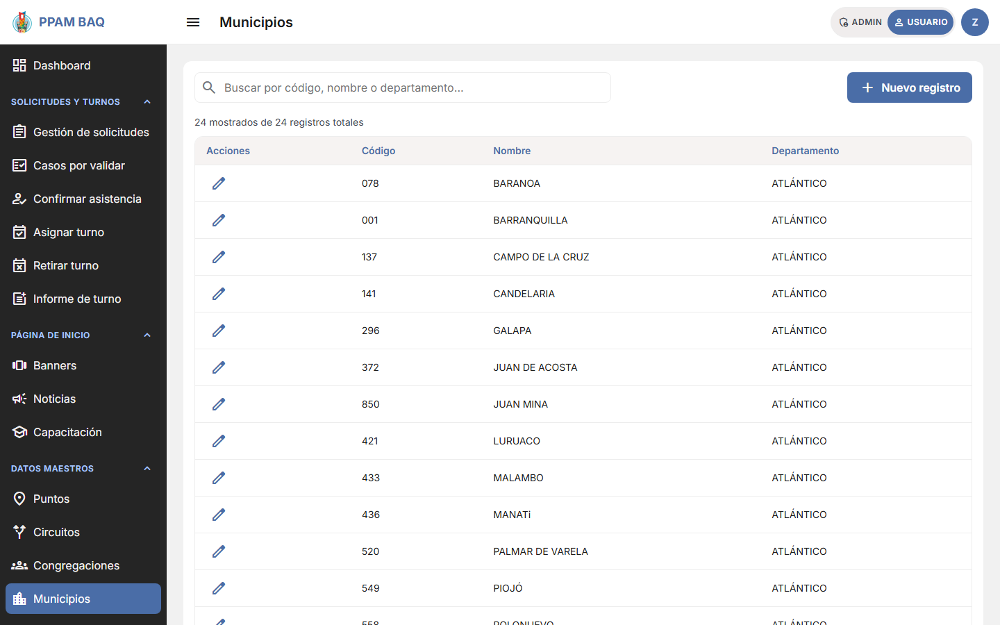 PPAM BAQ
Municipios
ADMIN
USUARIO
Z
Dashboard
SOLICITUDES Y TURNOS
Gestión de solicitudes
Casos por validar
Confirmar asistencia
Asignar turno
Retirar turno
Informe de turno
PÁGINA DE INICIO
Banners
Noticias
Capacitación
DATOS MAESTROS
Puntos
Circuitos
Congregaciones
Municipios
Buscar por código, nombre o departamento...
Nuevo registro
24 mostrados de 24 registros totales
Acciones Código Nombre Departamento
078 BARANOA ATLÁNTICO
001 BARRANQUILLA ATLÁNTICO
137 CAMPO DE LA CRUZ ATLÁNTICO
141 CANDELARIA ATLÁNTICO
296 GALAPA ATLÁNTICO
372 JUAN DE ACOSTA ATLÁNTICO
850 JUAN MINA ATLÁNTICO
421 LURUACO ATLÁNTICO
433 MALAMBO ATLÁNTICO
436 MANATi ATLÁNTICO
520 PALMAR DE VARELA ATLÁNTICO
549 PIOJÓ ATLÁNTICO
558 POLONUEVO ATLÁNTICO